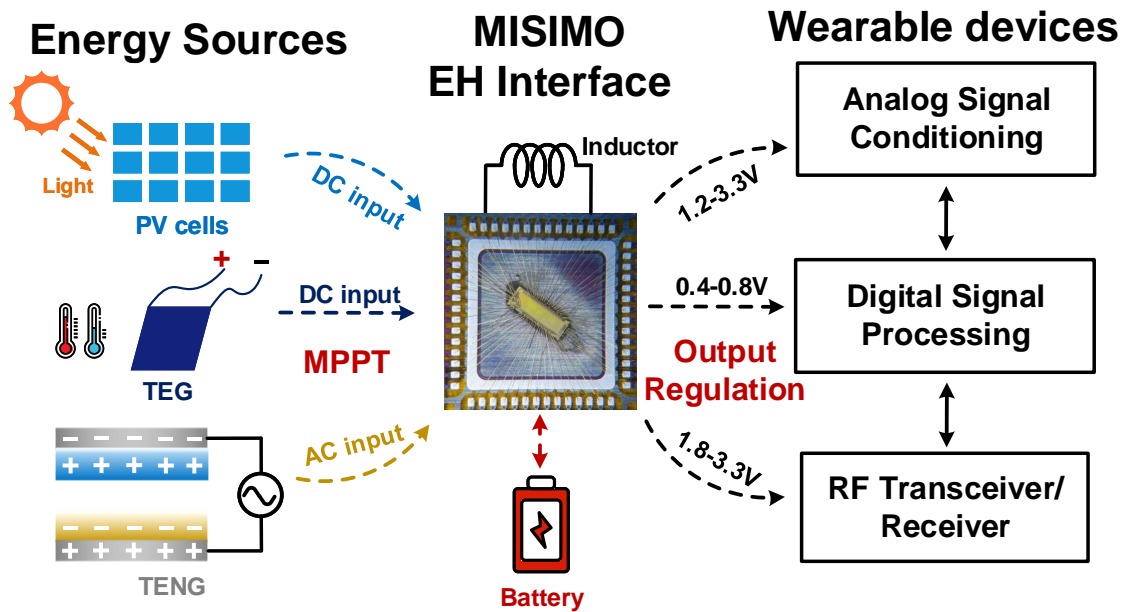 Energy Sources
MISIMO
EH Interface
Wearable devices
Light
PV cells
DC input
Inductor
1.2-3.3V
Analog Signal
Conditioning
+
−
TEG
DC input
MPPT
0.4-0.8V
Output
Regulation
Digital Signal
Processing
− − − − −
+ + + + +
− − − − −
+ + + + +
TENG
AC input
Battery
1.8-3.3V
RF Transceiver/
Receiver